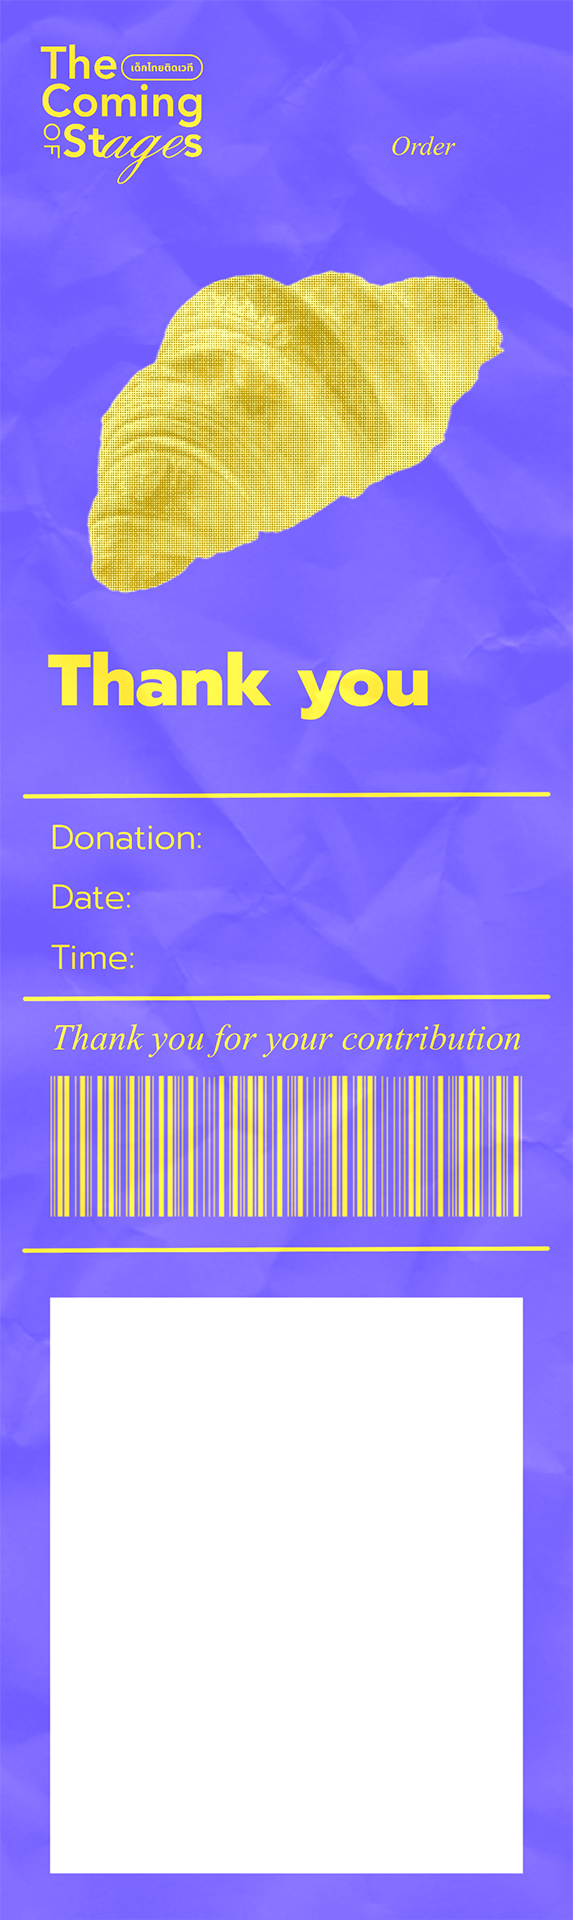 The เด็กไทยติดเวที
Coming
OF Stages
Order
Thank you
Donation:
Date:
Time:
Thank you for your contribution